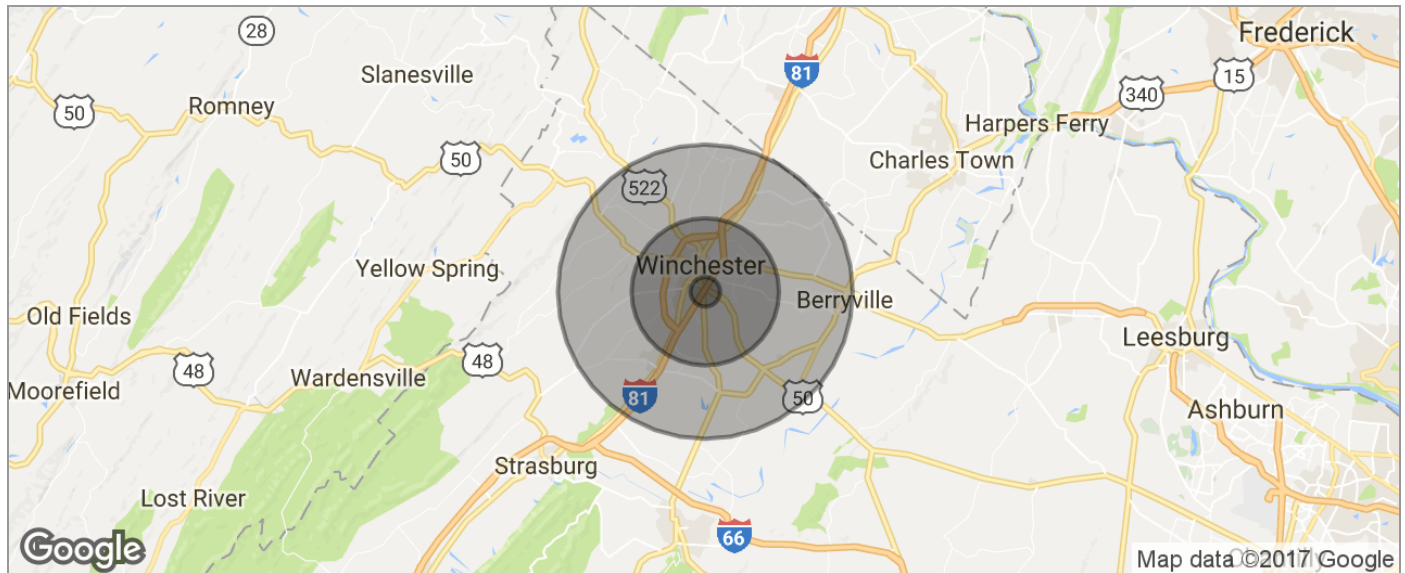 Frederick
28
81
Slanesville
15
340
50
Romney
Harpers Ferry
50
Charles Town
522
Winchester
Yellow Spring
Berryville
Old Fields
Leesburg
48
48
Wardensville
Moorefield
81
50
Ashburn
Strasburg
Lost River
66
Google
Map data ©2017 Google